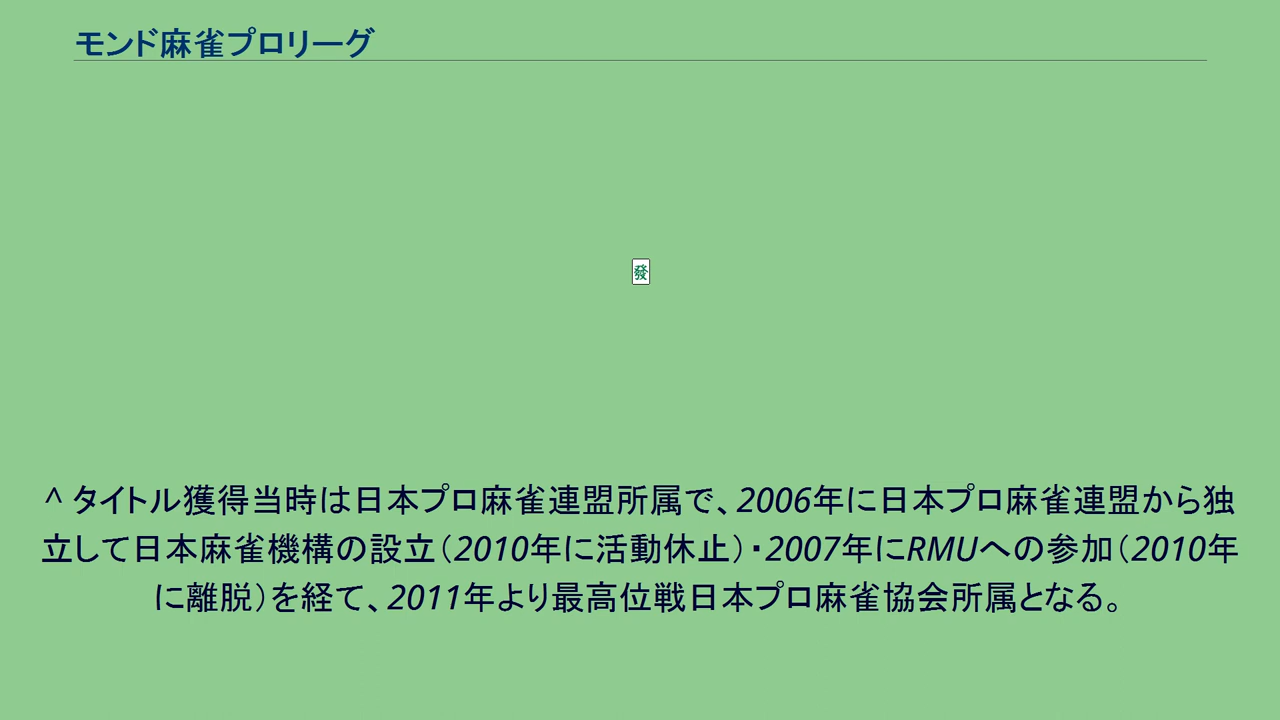 モンド麻雀プロリーグ
發
^ タイトル獲得当時は日本プロ麻雀連盟所属で、2006年に日本プロ麻雀連盟から独
立して日本麻雀機構の設立（2010年に活動休止）・2007年にRMUへの参加（2010年
に離脱）を経て、2011年より最高位戦日本プロ麻雀協会所属となる。